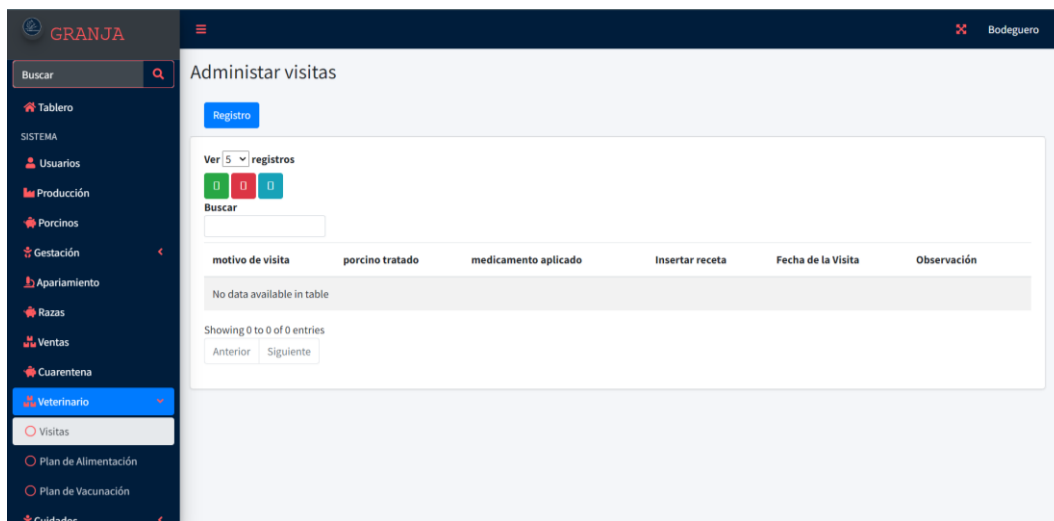 GRANJA
Bodeguero
Buscar
Tablero
SISTEMA
Usuarios
Producción
Porcinos
Gestación
Apariamiento
Razas
Ventas
Cuarentena
Veterinario
Visitas
Plan de Alimentación
Plan de Vacunación
Cuidados
Administar visitas
Registro
Ver 5 registros
Buscar
motivo de visita porcino tratado medicamento aplicado Insertar receta Fecha de la Visita Observación
No data available in table
Showing 0 to 0 of 0 entries
Anterior Siguiente